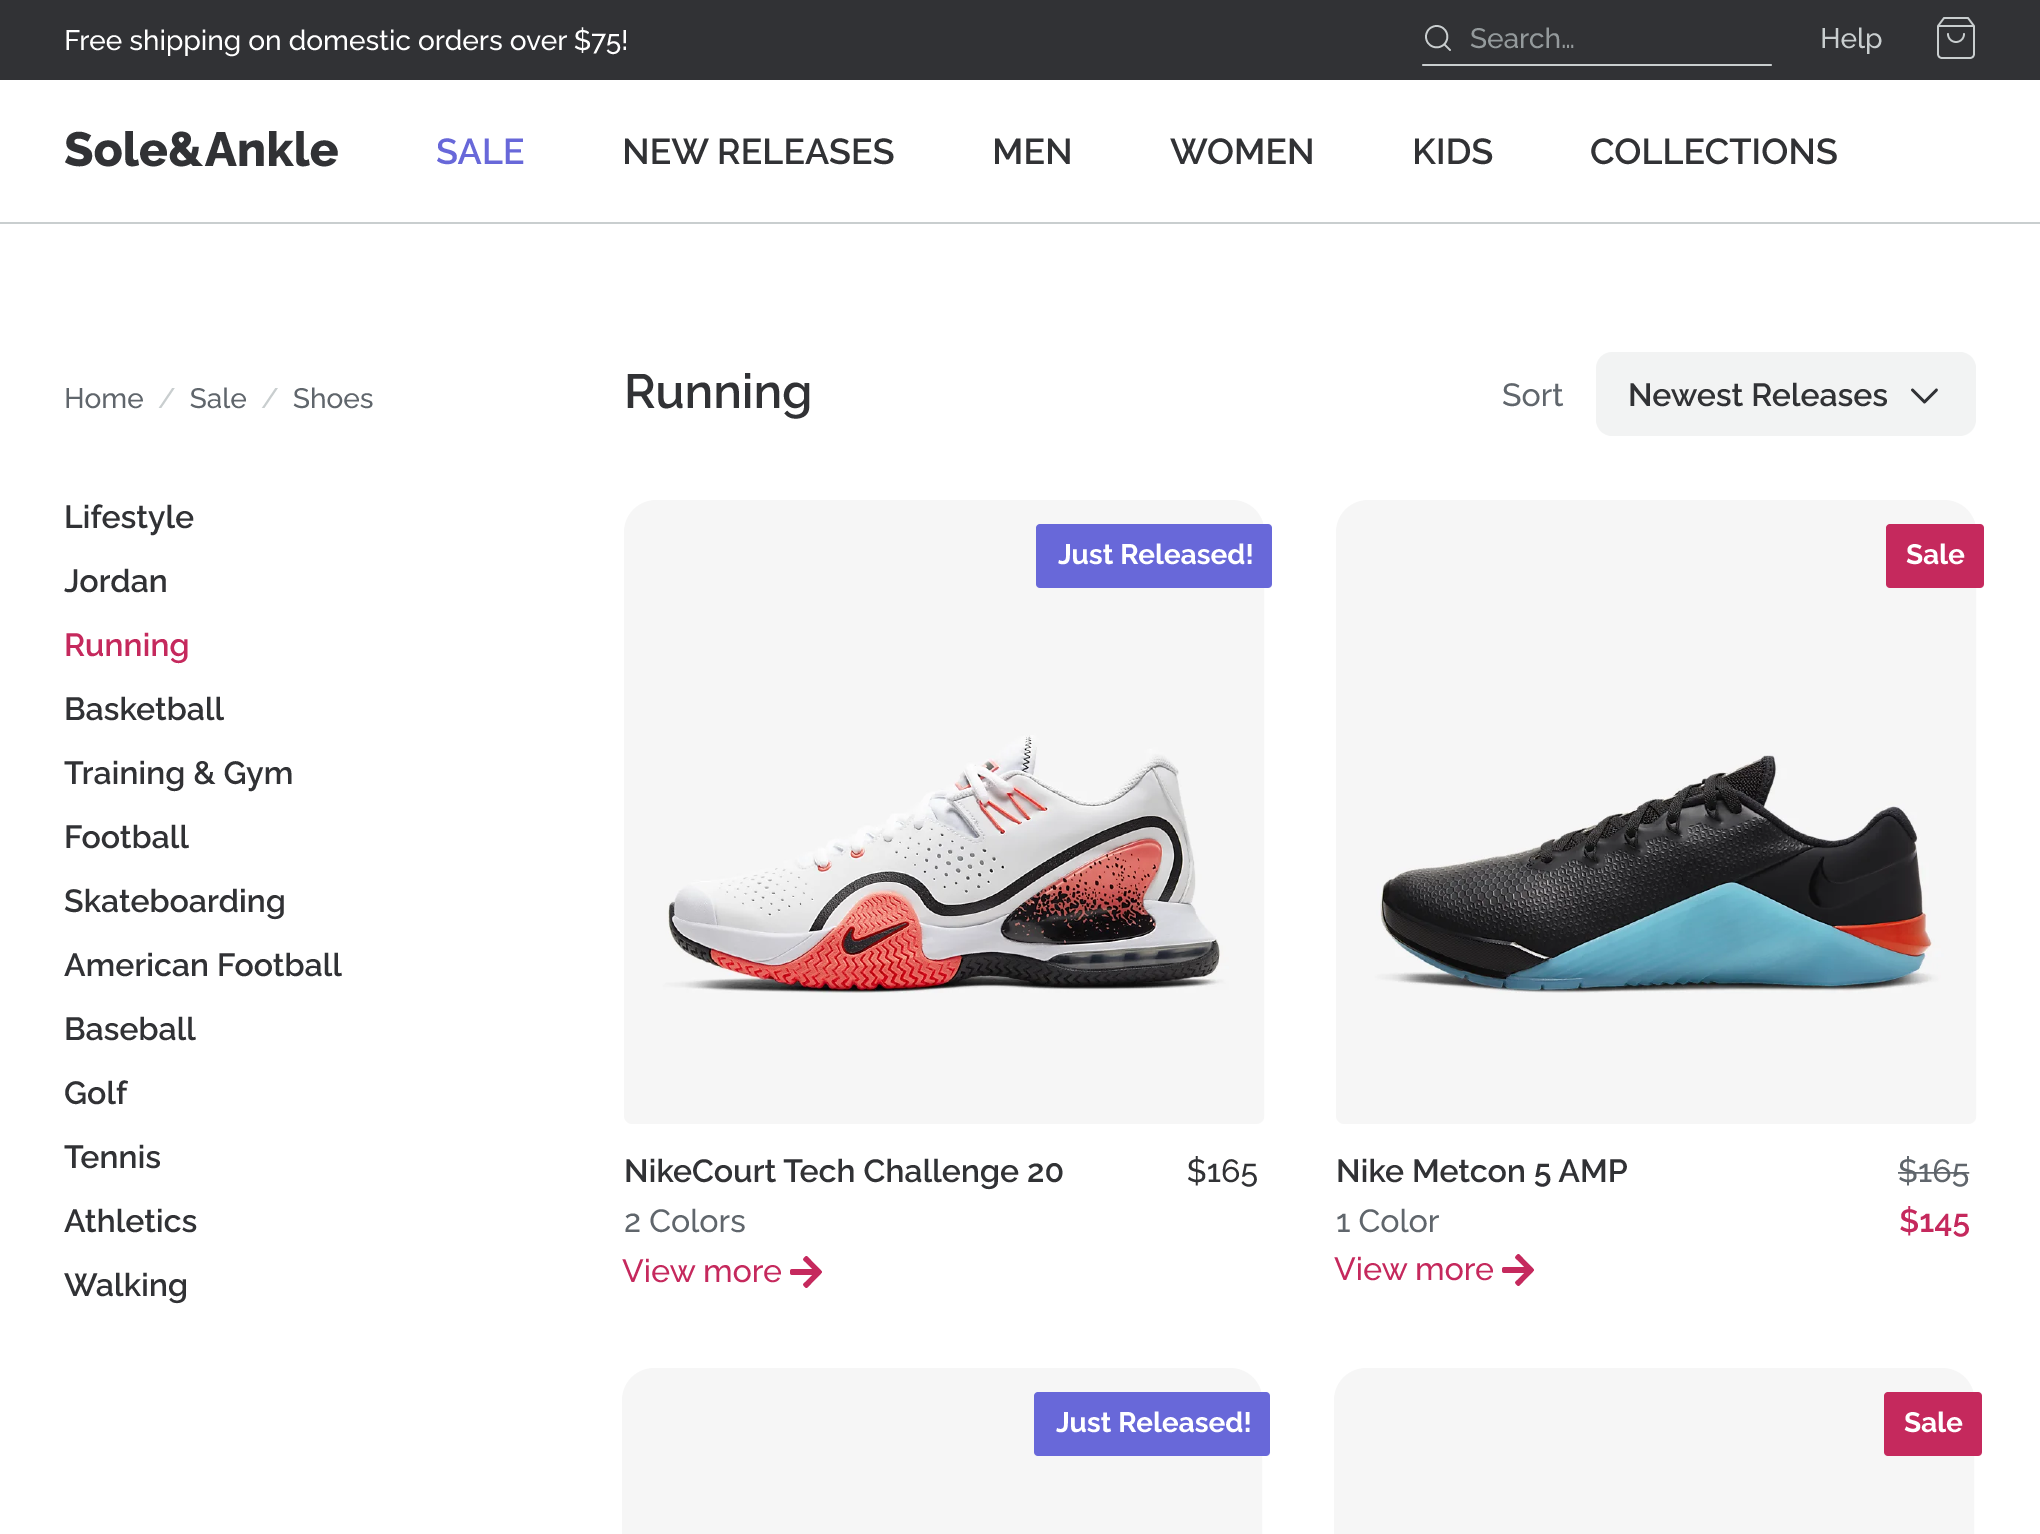 Free shipping on domestic orders over $75!
Search...
Help
Sole&Ankle
SALE
NEW RELEASES
MEN
WOMEN
KIDS
COLLECTIONS
Home / Sale / Shoes
Running
Sort
Newest Releases
Lifestyle
Jordan
Running
Basketball
Training & Gym
Football
Skateboarding
American Football
Baseball
Golf
Tennis
Athletics
Walking
Just Released!
NikeCourt Tech Challenge 20
$165
2 Colors
View more
Sale
Nike Metcon 5 AMP
$165
1 Color
$145
View more
Just Released!
Sale